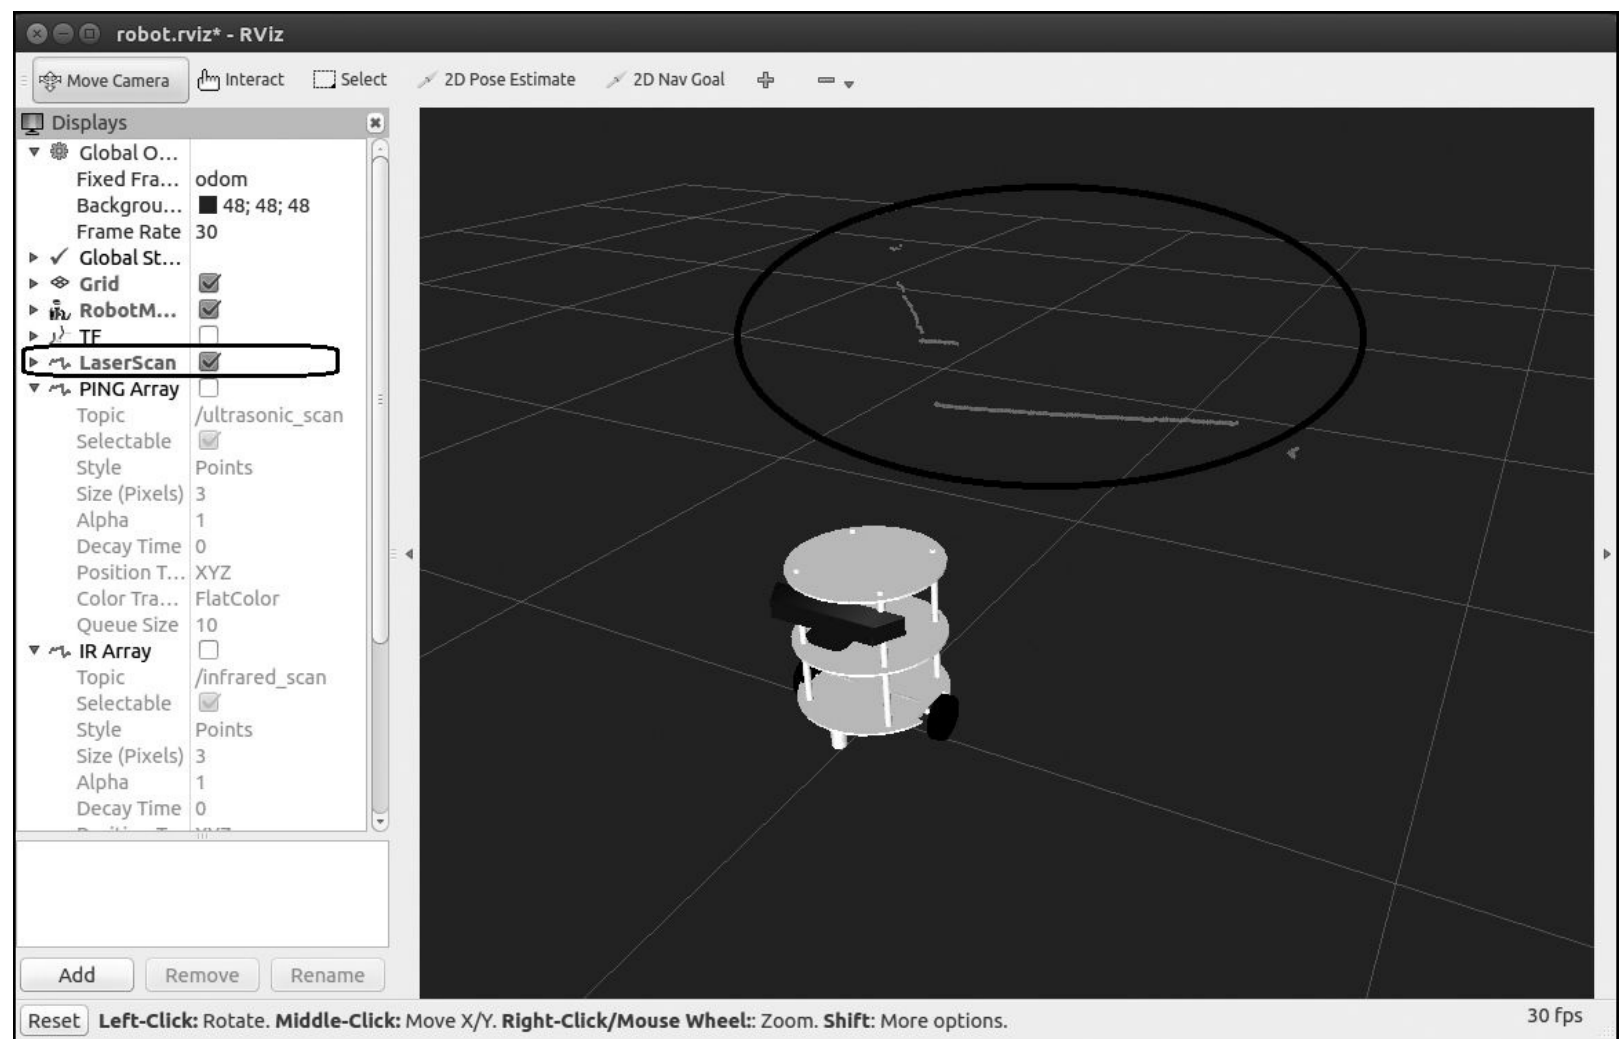 robot.rviz* - RViz
Move Camera Interact Select 2D Pose Estimate 2D Nav Goal
Displays
Global O...
Fixed Fra... odom
Backgrou... 48; 48; 48
Frame Rate 30
Global St...
Grid
RobotM...
TF
LaserScan
PING Array
Topic /ultrasonic_scan
Selectable
Style Points
Size (Pixels) 3
Alpha 1
Decay Time 0
Position T... XYZ
Color Tra... FlatColor
Queue Size 10
IR Array
Topic /infrared_scan
Selectable
Style Points
Size (Pixels) 3
Alpha 1
Decay Time 0
Add Remove Rename
Reset Left-Click: Rotate. Middle-Click: Move X/Y. Right-Click/Mouse Wheel:: Zoom. Shift: More options. 30 fps